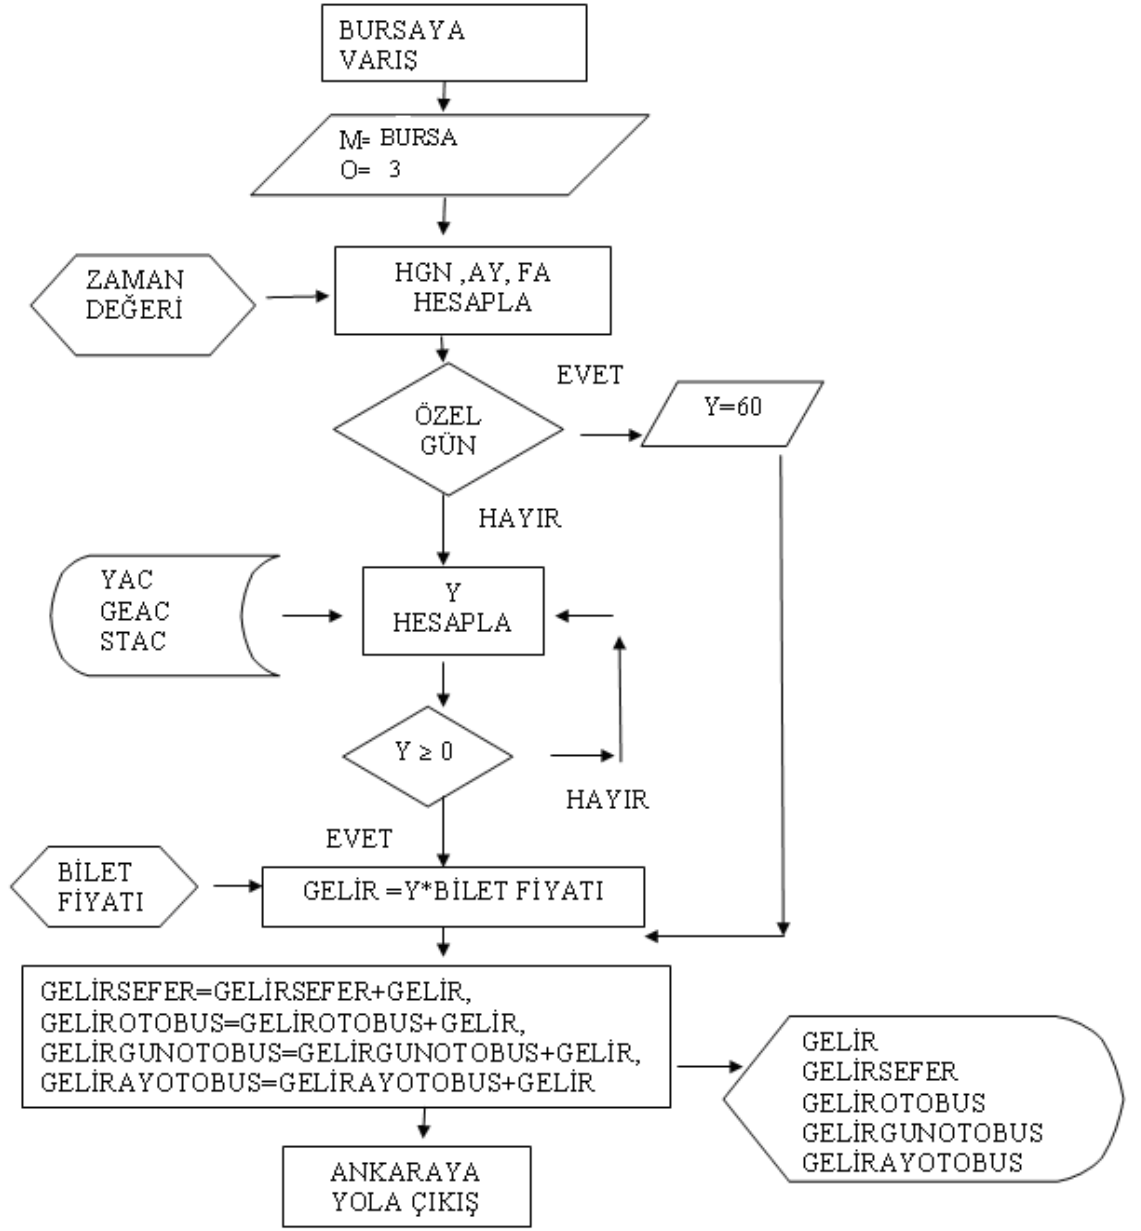 BURSAYA
VARIŞ
M= BURSA
O= 3
ZAMAN
DEĞERİ
HGN ,AY, FA
HESAPLA
EVET
Y=60
ÖZEL
GÜN
HAYIR
YAC
GEAC
STAC
Y
HESAPLA
Y ≥ 0
HAYIR
EVET
BİLET
FİYATI
GELİR =Y*BİLET FİYATI
GELİRSEFER=GELİRSEFER+GELİR,
GELİROTOBUS=GELİROTOBUS+GELİR,
GELİRGUNOTOBUS=GELİRGUNOTOBUS+GELİR,
GELİRAYOTOBUS=GELİRAYOTOBUS+GELİR
GELİR
GELİRSEFER
GELİROTOBUS
GELİRGUNOTOBUS
GELİRAYOTOBUS
ANKARAYA
YOLA ÇIKIŞ